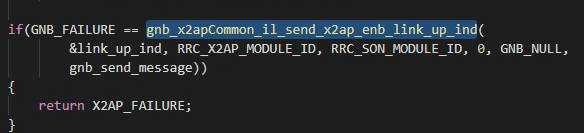 if(GNB_FAILURE == gnb_x2apCommon_il_send_x2ap_enb_link_up_ind(
&link_up_ind, RRC_X2AP_MODULE_ID, RRC_SON_MODULE_ID, 0, GNB_NULL,
gnb_send_message))
{
return X2AP_FAILURE;
}